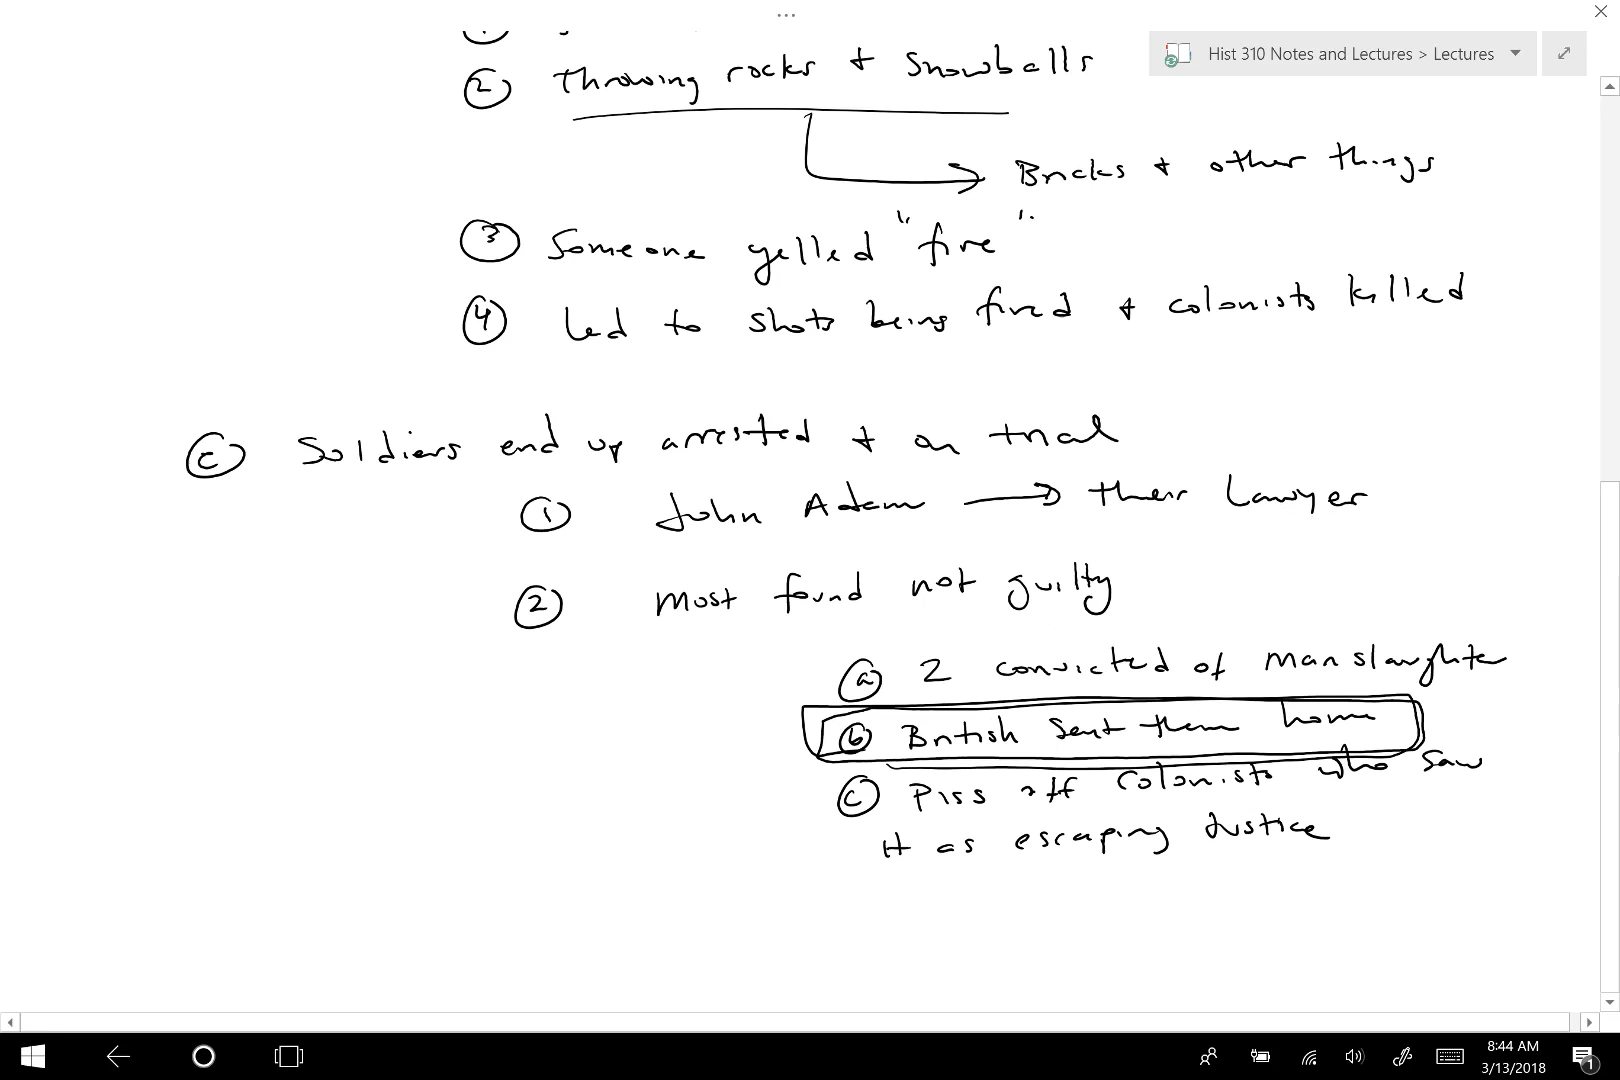 ...
Hist 310 Notes and Lectures > Lectures
② Throwing rocks + Snowballs
→ Bricks + other things
③ Someone yelled "fire"
④ Led to shots being fired + colonists killed
Ⓒ Soldiers end up arrested + on trial
① John Adam → their Lawyer
② most found not guilty
ⓐ 2 convicted of manslaughter
ⓑ British sent them home
ⓒ Piss off Colonists who saw
it as escaping Justice
8:44 AM
3/13/2018
1